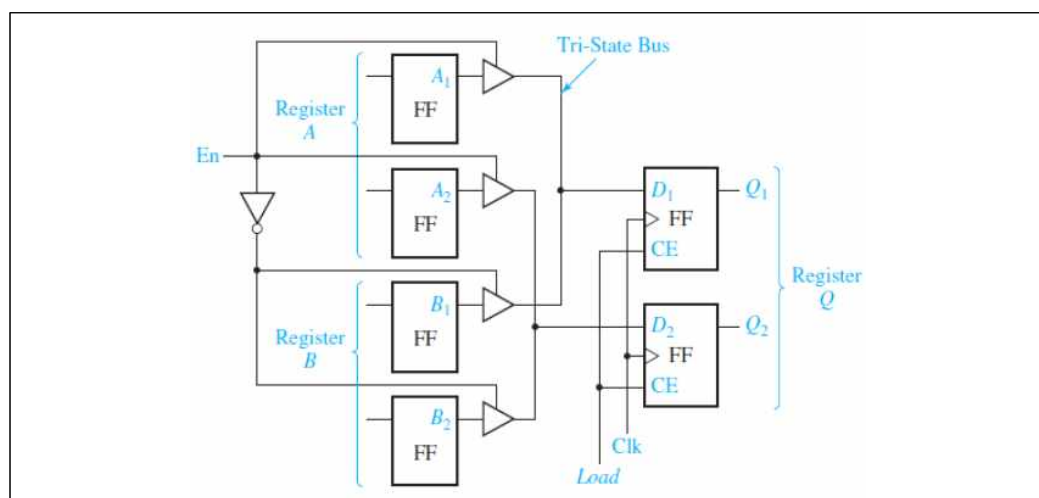 Tri-State Bus
A1
FF
Register
A
En
A2
FF
D1
Q1
FF
CE
Register
Q
B1
FF
Register
B
D2
Q2
FF
CE
B2
FF
Clk
Load